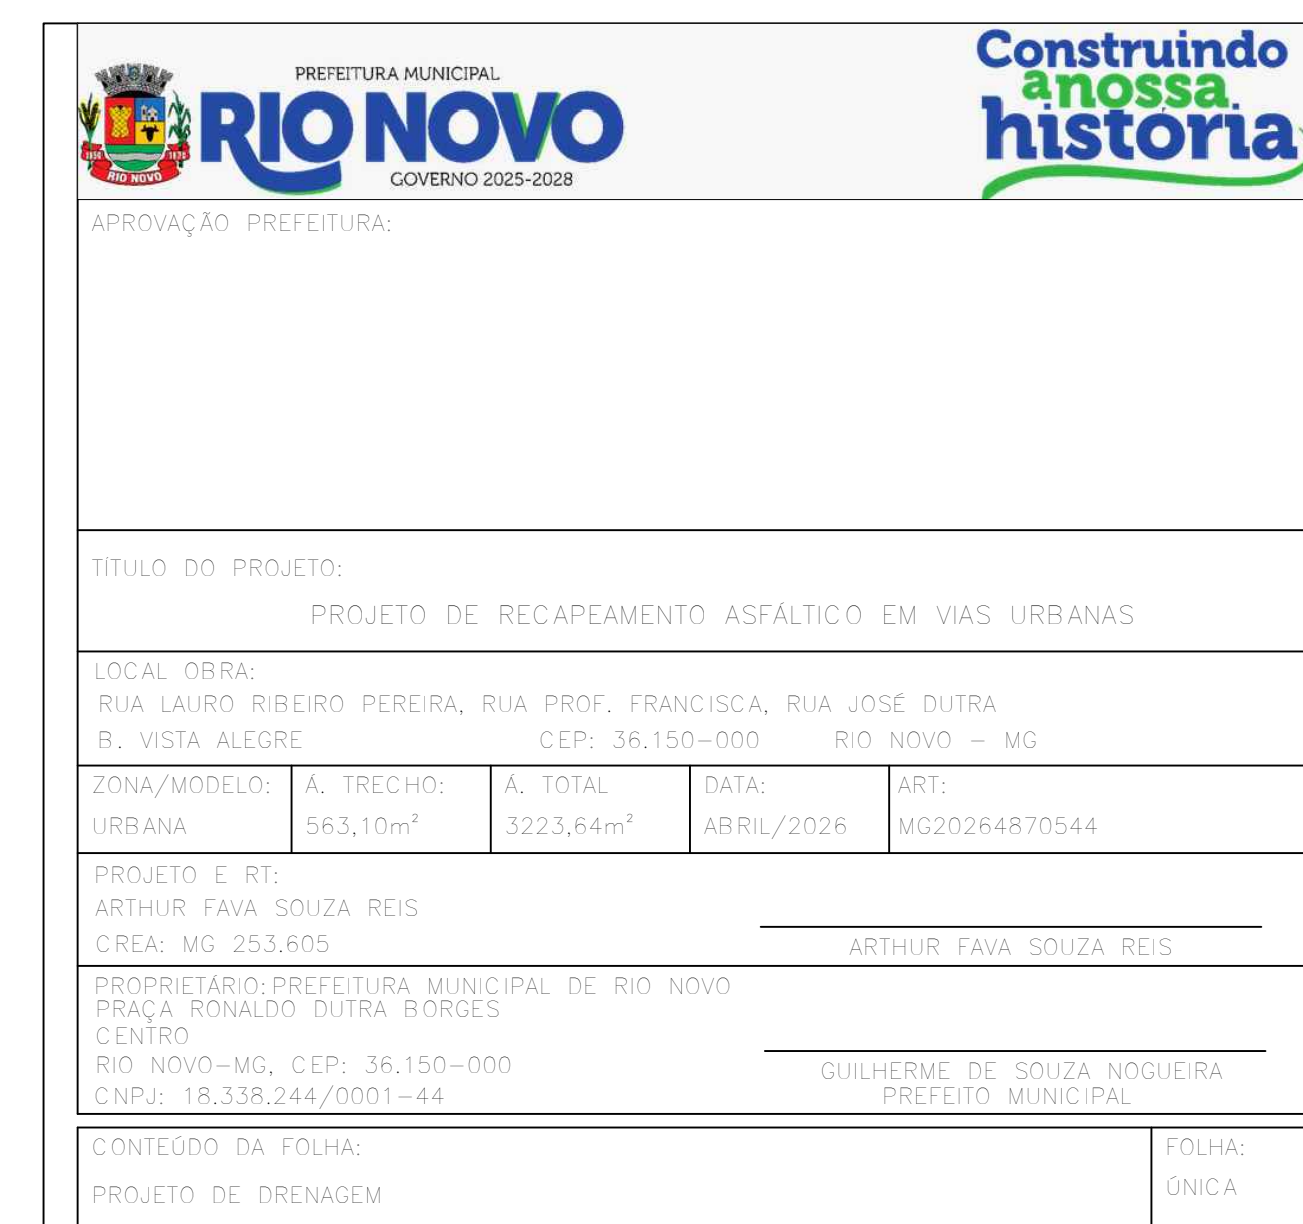 PREFEITURA MUNICIPAL
RIO NOVO
GOVERNO 2025-2028
RIO NOVO
Construindo
a nossa
história
APROVAÇÃO PREFEITURA:
TÍTULO DO PROJETO:
PROJETO DE RECAPEAMENTO ASFÁLTICO EM VIAS URBANAS
LOCAL OBRA:
RUA LAURO RIBEIRO PEREIRA, RUA PROF. FRANCISCA, RUA JOSÉ DUTRA
B. VISTA ALEGRE CEP: 36.150-000 RIO NOVO - MG
ZONA/MODELO: Á. TRECHO: Á. TOTAL DATA: ART:
URBANA 563,10m² 3223,64m² ABRIL/2026 MG20264870544
PROJETO E RT:
ARTHUR FAVA SOUZA REIS
CREA: MG 253.605
ARTHUR FAVA SOUZA REIS
PROPRIETÁRIO: PREFEITURA MUNICIPAL DE RIO NOVO
PRAÇA RONALDO DUTRA BORGES
CENTRO
RIO NOVO-MG, CEP: 36.150-000
CNPJ: 18.338.244/0001-44
GUILHERME DE SOUZA NOGUEIRA
PREFEITO MUNICIPAL
CONTEÚDO DA FOLHA: FOLHA:
PROJETO DE DRENAGEM ÚNICA